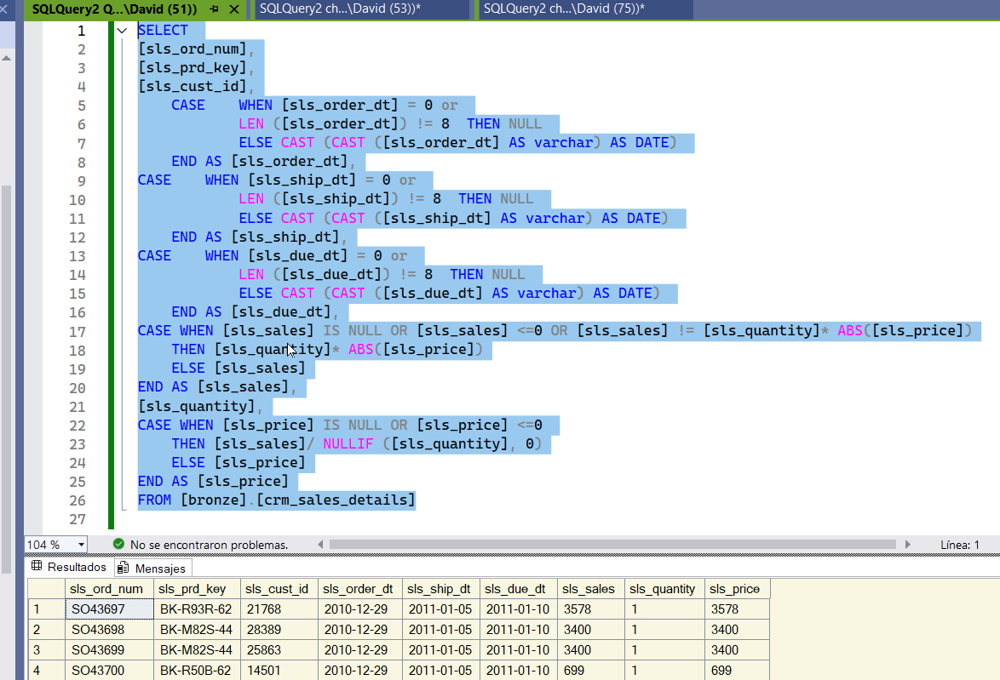 SQLQuery2 Q...\David (51))*
SQLQuery2 ch...\David (53))*
SQLQuery2 ch...\David (75))*
1 SELECT
2 [sls_ord_num],
3 [sls_prd_key],
4 [sls_cust_id],
5 CASE WHEN [sls_order_dt] = 0 or
6 LEN ([sls_order_dt]) != 8 THEN NULL
7 ELSE CAST (CAST ([sls_order_dt] AS varchar) AS DATE)
8 END AS [sls_order_dt],
9 CASE WHEN [sls_ship_dt] = 0 or
10 LEN ([sls_ship_dt]) != 8 THEN NULL
11 ELSE CAST (CAST ([sls_ship_dt] AS varchar) AS DATE)
12 END AS [sls_ship_dt],
13 CASE WHEN [sls_due_dt] = 0 or
14 LEN ([sls_due_dt]) != 8 THEN NULL
15 ELSE CAST (CAST ([sls_due_dt] AS varchar) AS DATE)
16 END AS [sls_due_dt],
17 CASE WHEN [sls_sales] IS NULL OR [sls_sales] <=0 OR [sls_sales] != [sls_quantity]* ABS([sls_price])
18 THEN [sls_quantity]* ABS([sls_price])
19 ELSE [sls_sales]
20 END AS [sls_sales],
21 [sls_quantity],
22 CASE WHEN [sls_price] IS NULL OR [sls_price] <=0
23 THEN [sls_sales]/ NULLIF ([sls_quantity], 0)
24 ELSE [sls_price]
25 END AS [sls_price]
26 FROM [bronze].[crm_sales_details]
27
104 % No se encontraron problemas. Línea: 1
Resultados Mensajes
sls_ord_num sls_prd_key sls_cust_id sls_order_dt sls_ship_dt sls_due_dt sls_sales sls_quantity sls_price
1 SO43697 BK-R93R-62 21768 2010-12-29 2011-01-05 2011-01-10 3578 1 3578
2 SO43698 BK-M82S-44 28389 2010-12-29 2011-01-05 2011-01-10 3400 1 3400
3 SO43699 BK-M82S-44 25863 2010-12-29 2011-01-05 2011-01-10 3400 1 3400
4 SO43700 BK-R50B-62 14501 2010-12-29 2011-01-05 2011-01-10 699 1 699